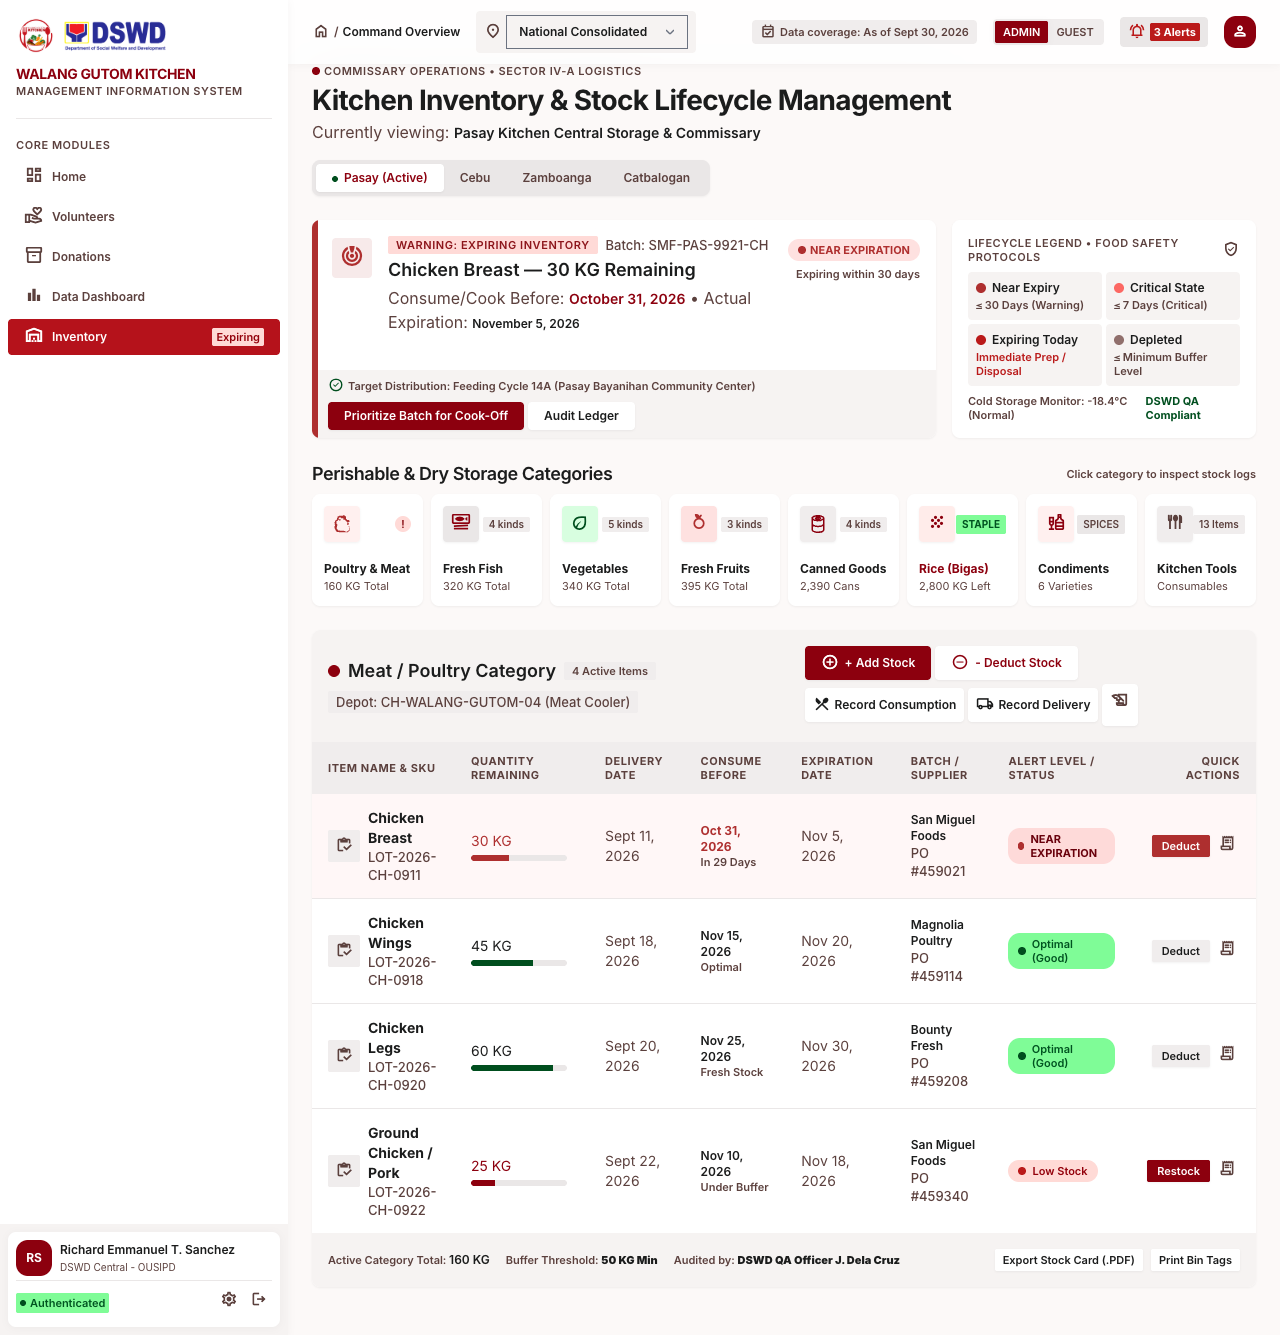 DSWD
Department of Social Welfare and Development
WALANG GUTOM KITCHEN
MANAGEMENT INFORMATION SYSTEM
CORE MODULES
Home
Volunteers
Donations
Data Dashboard
Inventory
Expiring
RS
Richard Emmanuel T. Sanchez
DSWD Central - OUSIPD
Authenticated
/ Command Overview
National Consolidated
Data coverage: As of Sept 30, 2026
ADMIN
GUEST
3 Alerts
COMMISSARY OPERATIONS • SECTOR IV-A LOGISTICS
Kitchen Inventory & Stock Lifecycle Management
Currently viewing: Pasay Kitchen Central Storage & Commissary
Pasay (Active)
Cebu
Zamboanga
Catbalogan
WARNING: EXPIRING INVENTORY
Batch: SMF-PAS-9921-CH
Chicken Breast — 30 KG Remaining
Consume/Cook Before: October 31, 2026 • Actual
Expiration: November 5, 2026
NEAR EXPIRATION
Expiring within 30 days
Target Distribution: Feeding Cycle 14A (Pasay Bayanihan Community Center)
Prioritize Batch for Cook-Off
Audit Ledger
LIFECYCLE LEGEND • FOOD SAFETY
PROTOCOLS
Near Expiry
≤ 30 Days (Warning)
Critical State
≤ 7 Days (Critical)
Expiring Today
Immediate Prep /
Disposal
Depleted
≤ Minimum Buffer
Level
Cold Storage Monitor: -18.4°C
(Normal)
DSWD QA
Compliant
Perishable & Dry Storage Categories
Click category to inspect stock logs
!
Poultry & Meat
160 KG Total
4 kinds
Fresh Fish
320 KG Total
5 kinds
Vegetables
340 KG Total
3 kinds
Fresh Fruits
395 KG Total
4 kinds
Canned Goods
2,390 Cans
STAPLE
Rice (Bigas)
2,800 KG Left
SPICES
Condiments
6 Varieties
13 Items
Kitchen Tools
Consumables
Meat / Poultry Category
4 Active Items
Depot: CH-WALANG-GUTOM-04 (Meat Cooler)
+ Add Stock
- Deduct Stock
Record Consumption
Record Delivery
ITEM NAME & SKU
QUANTITY
REMAINING
DELIVERY
DATE
CONSUME
BEFORE
EXPIRATION
DATE
BATCH /
SUPPLIER
ALERT LEVEL /
STATUS
QUICK
ACTIONS
Chicken
Breast
LOT-2026-
CH-0911
30 KG
Sept 11,
2026
Oct 31,
2026
In 29 Days
Nov 5,
2026
San Miguel
Foods
PO
#459021
NEAR
EXPIRATION
Deduct
Chicken
Wings
LOT-2026-
CH-0918
45 KG
Sept 18,
2026
Nov 15,
2026
Optimal
Nov 20,
2026
Magnolia
Poultry
PO
#459114
Optimal
(Good)
Deduct
Chicken
Legs
LOT-2026-
CH-0920
60 KG
Sept 20,
2026
Nov 25,
2026
Fresh Stock
Nov 30,
2026
Bounty
Fresh
PO
#459208
Optimal
(Good)
Deduct
Ground
Chicken /
Pork
LOT-2026-
CH-0922
25 KG
Sept 22,
2026
Nov 10,
2026
Under Buffer
Nov 18,
2026
San Miguel
Foods
PO
#459340
Low Stock
Restock
Active Category Total: 160 KG
Buffer Threshold: 50 KG Min
Audited by: DSWD QA Officer J. Dela Cruz
Export Stock Card (.PDF)
Print Bin Tags